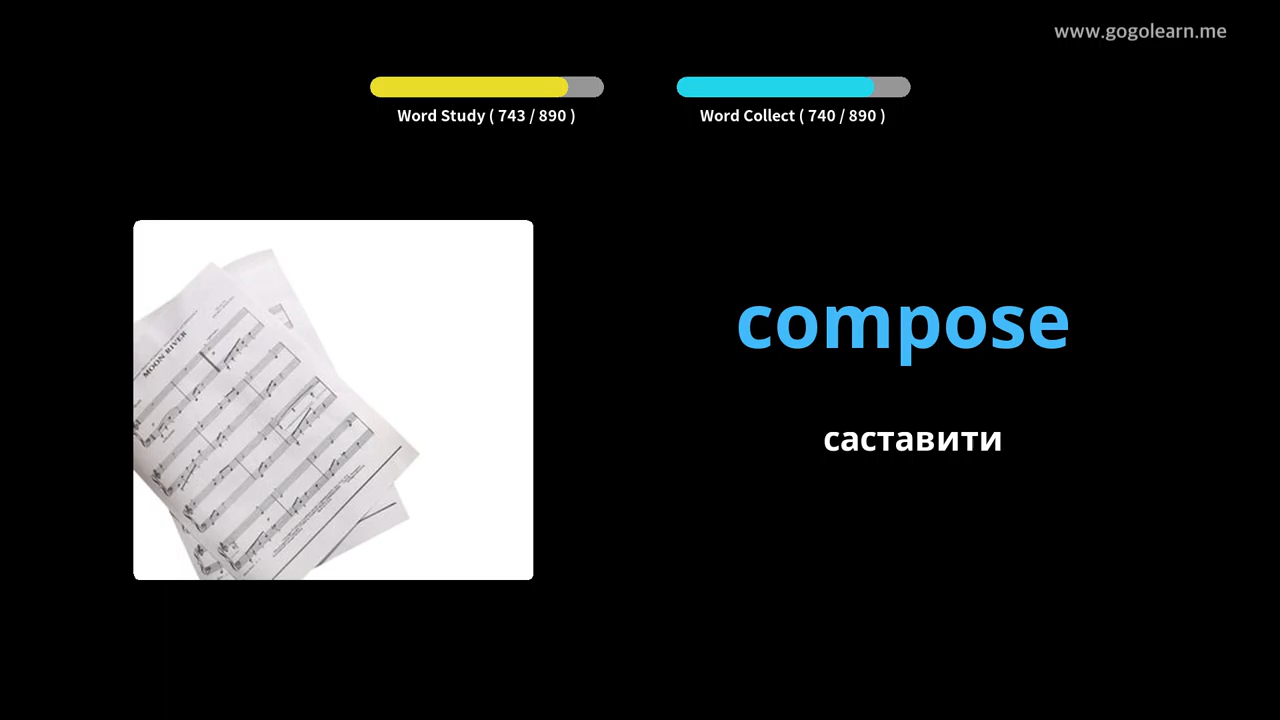 www.gogolearn.me
Word Study ( 743 / 890 )
Word Collect ( 740 / 890 )
MOON RIVER
compose
саставити